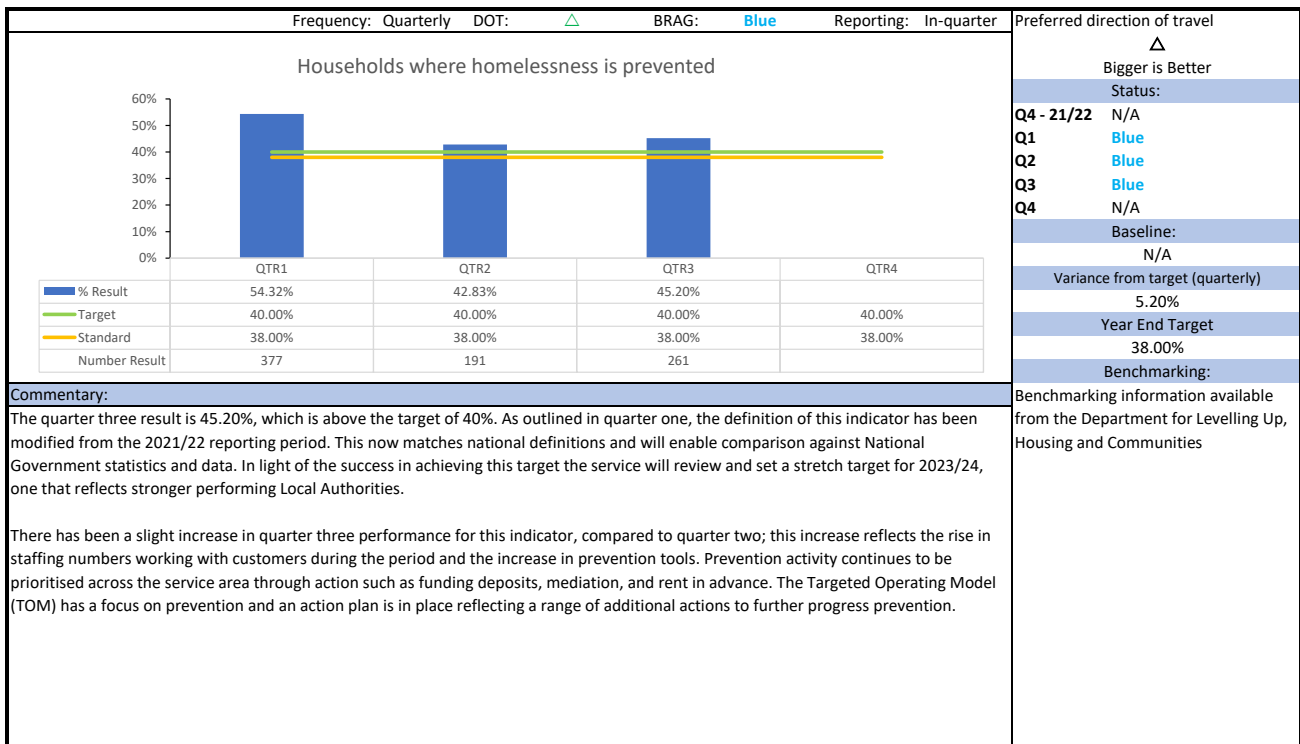 Frequency: Quarterly DOT: △ BRAG: Blue Reporting: In-quarter
Households where homelessness is prevented
60%
50%
40%
30%
20%
10%
0%
QTR1 QTR2 QTR3 QTR4
% Result 54.32% 42.83% 45.20%
Target 40.00% 40.00% 40.00% 40.00%
Standard 38.00% 38.00% 38.00% 38.00%
Number Result 377 191 261
Commentary:
The quarter three result is 45.20%, which is above the target of 40%. As outlined in quarter one, the definition of this indicator has been
modified from the 2021/22 reporting period. This now matches national definitions and will enable comparison against National
Government statistics and data. In light of the success in achieving this target the service will review and set a stretch target for 2023/24,
one that reflects stronger performing Local Authorities.
There has been a slight increase in quarter three performance for this indicator, compared to quarter two; this increase reflects the rise in
staffing numbers working with customers during the period and the increase in prevention tools. Prevention activity continues to be
prioritised across the service area through action such as funding deposits, mediation, and rent in advance. The Targeted Operating Model
(TOM) has a focus on prevention and an action plan is in place reflecting a range of additional actions to further progress prevention.
Preferred direction of travel
△
Bigger is Better
Status:
Q4 - 21/22 N/A
Q1 Blue
Q2 Blue
Q3 Blue
Q4 N/A
Baseline:
N/A
Variance from target (quarterly)
5.20%
Year End Target
38.00%
Benchmarking:
Benchmarking information available
from the Department for Levelling Up,
Housing and Communities